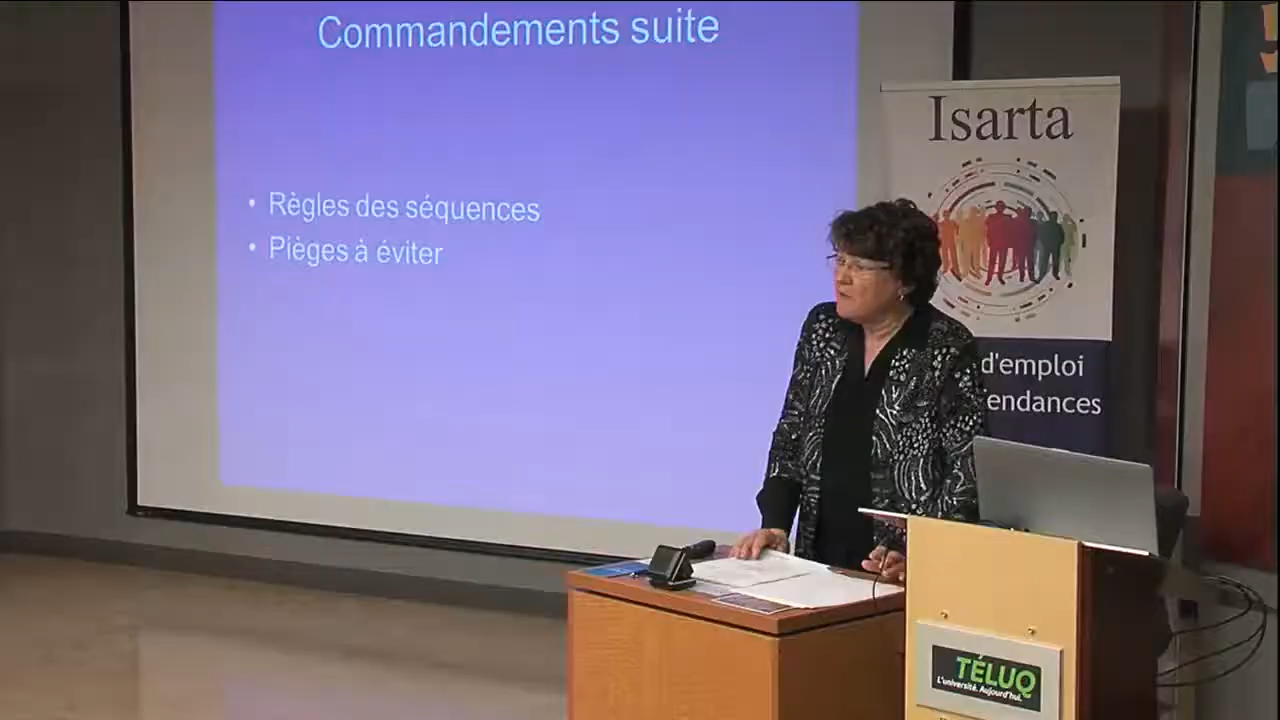 Commandements suite
• Règles des séquences
• Pièges à éviter
Isarta
d'emploi
endances
TÉLUQ
L'université. Aujourd'hui.